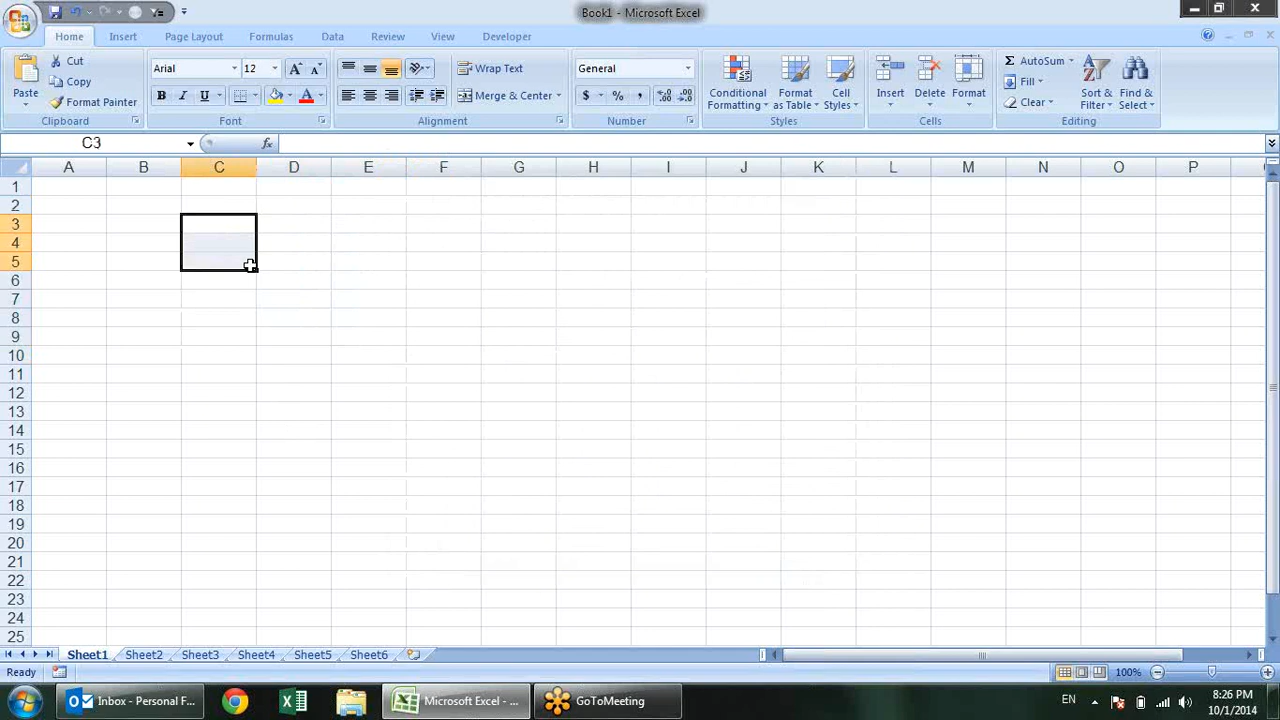 Book1 - Microsoft Excel
Home Insert Page Layout Formulas Data Review View Developer
Paste
Cut
Copy
Format Painter
Clipboard
Arial 12
B I U
Font
Wrap Text
Merge & Center
Alignment
General
$ % ,
Number
Conditional Formatting
Format as Table
Cell Styles
Styles
Insert
Delete
Format
Cells
AutoSum
Fill
Clear
Sort & Filter
Find & Select
Editing
C3 fx
A B C D E F G H I J K L M N O P
1
2
3
4
5
6
7
8
9
10
11
12
13
14
15
16
17
18
19
20
21
22
23
24
25
Sheet1 Sheet2 Sheet3 Sheet4 Sheet5 Sheet6
Ready 100%
Inbox - Personal F... Microsoft Excel - ... GoToMeeting EN 8:26 PM
10/1/2014